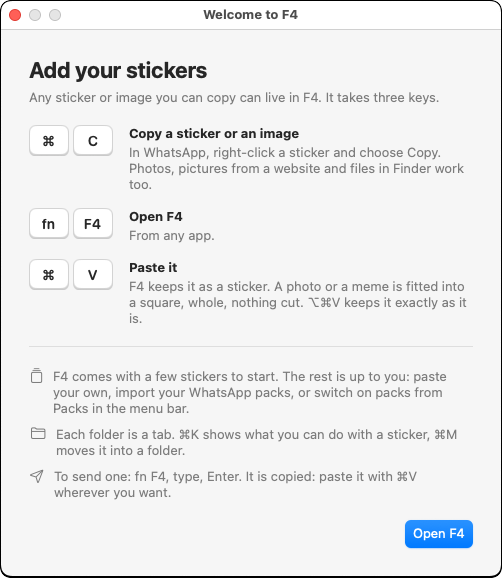 Welcome to F4
Add your stickers
Any sticker or image you can copy can live in F4. It takes three keys.
⌘ C
Copy a sticker or an image
In WhatsApp, right-click a sticker and choose Copy.
Photos, pictures from a website and files in Finder work
too.
fn F4
Open F4
From any app.
⌘ V
Paste it
F4 keeps it as a sticker. A photo or a meme is fitted into
a square, whole, nothing cut. ⌥⌘V keeps it exactly as it
is.
F4 comes with a few stickers to start. The rest is up to you: paste
your own, import your WhatsApp packs, or switch on packs from
Packs in the menu bar.
Each folder is a tab. ⌘K shows what you can do with a sticker, ⌘M
moves it into a folder.
To send one: fn F4, type, Enter. It is copied: paste it with ⌘V
wherever you want.
Open F4